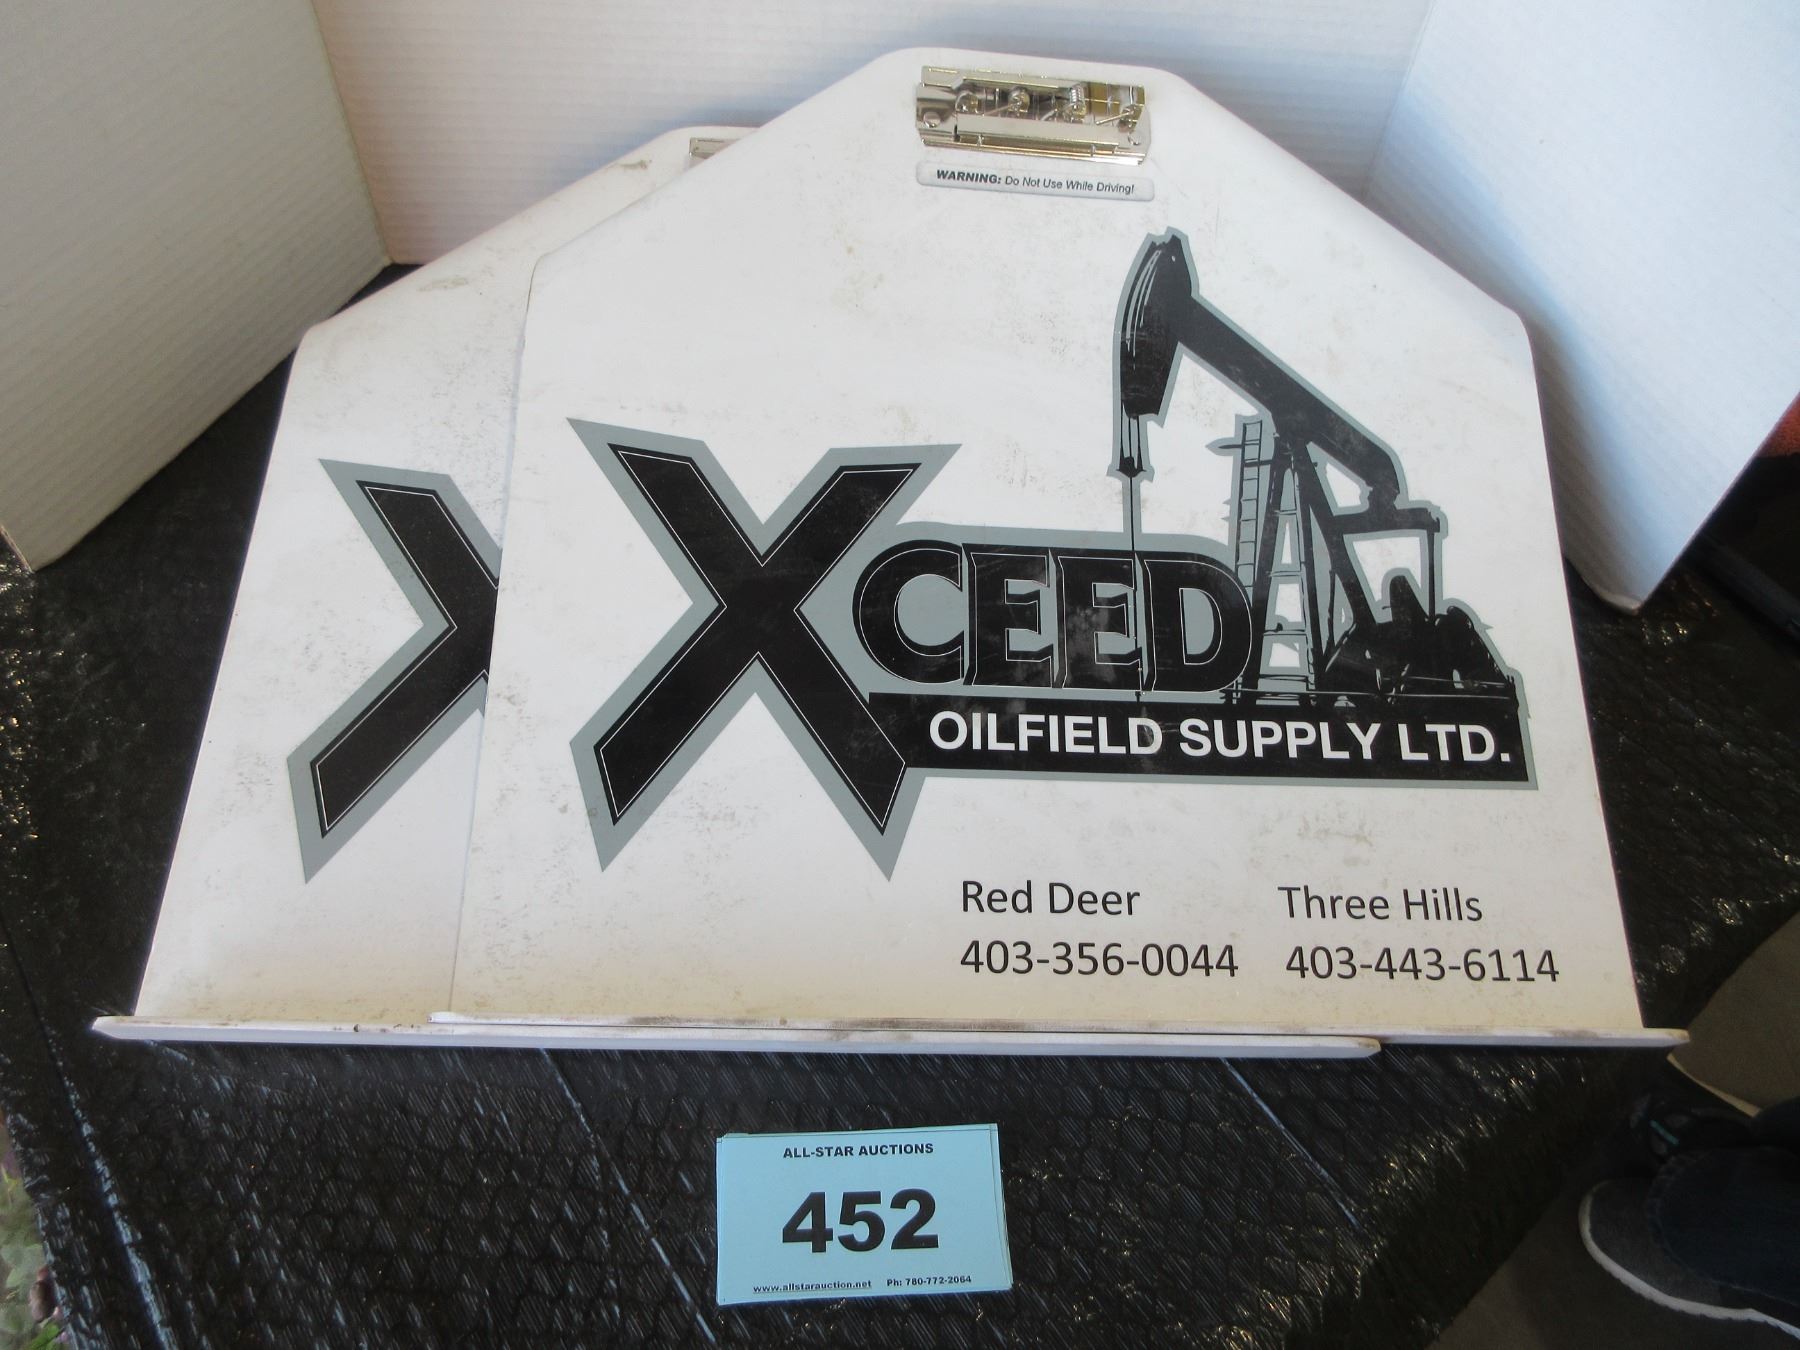 WARNING: Do Not Use While Driving!
XCEED
X
OILFIELD SUPPLY LTD.
Red Deer
Three Hills
403-356-0044
403-443-6114
ALL-STAR AUCTIONS
452
www.allstarauction.net Ph: 780-772-2064